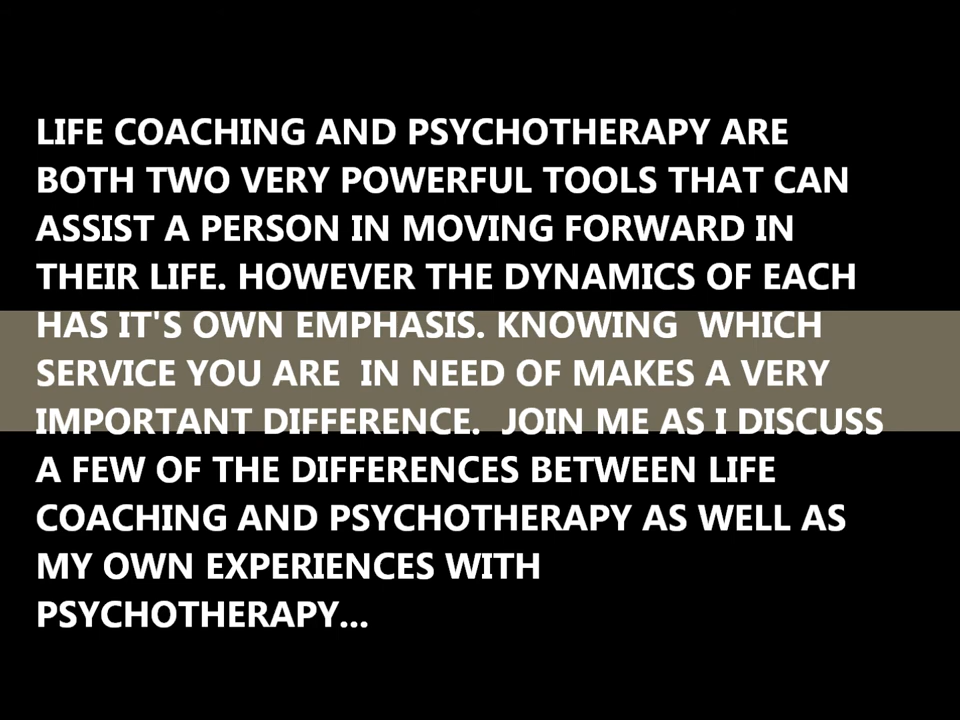 LIFE COACHING AND PSYCHOTHERAPY ARE
BOTH TWO VERY POWERFUL TOOLS THAT CAN
ASSIST A PERSON IN MOVING FORWARD IN
THEIR LIFE. HOWEVER THE DYNAMICS OF EACH
HAS IT'S OWN EMPHASIS. KNOWING  WHICH
SERVICE YOU ARE  IN NEED OF MAKES A VERY
IMPORTANT DIFFERENCE.  JOIN ME AS I DISCUSS
A FEW OF THE DIFFERENCES BETWEEN LIFE
COACHING AND PSYCHOTHERAPY AS WELL AS
MY OWN EXPERIENCES WITH
PSYCHOTHERAPY...